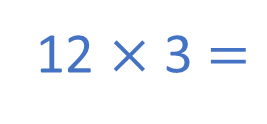 12 × 3 =